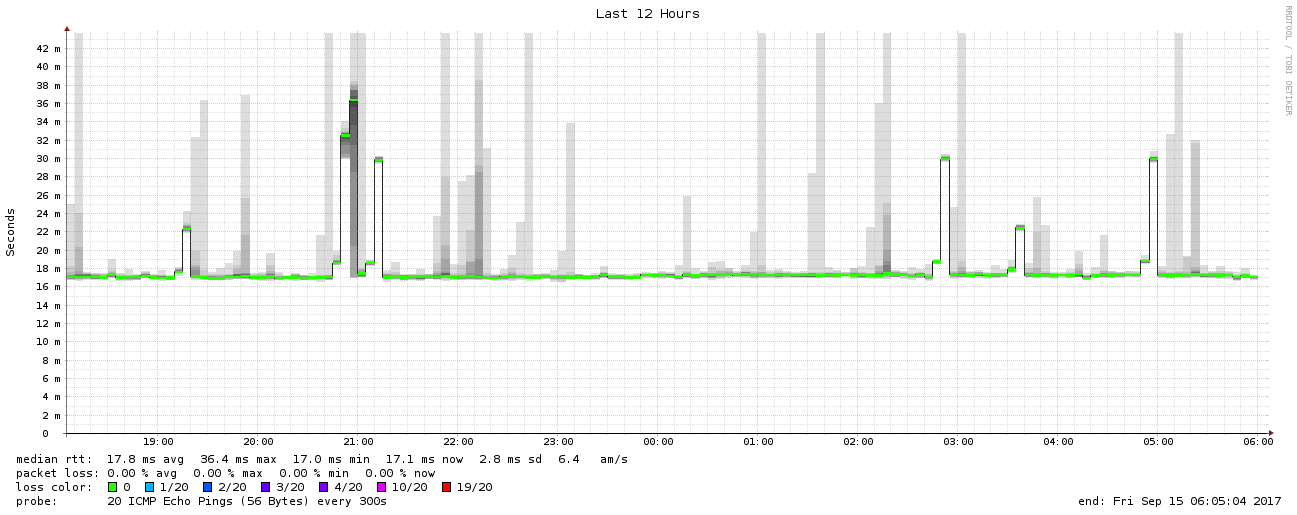 Last 12 Hours
RRDTOOL / TOBI OETIKER
Seconds
42 m
40 m
38 m
36 m
34 m
32 m
30 m
28 m
26 m
24 m
22 m
20 m
18 m
16 m
14 m
12 m
10 m
8 m
6 m
4 m
2 m
0
19:00 20:00 21:00 22:00 23:00 00:00 01:00 02:00 03:00 04:00 05:00 06:00
median rtt: 17.8 ms avg 36.4 ms max 17.0 ms min 17.1 ms now 2.8 ms sd 6.4 am/s
packet loss: 0.00 % avg 0.00 % max 0.00 % min 0.00 % now
loss color: 0 1/20 2/20 3/20 4/20 10/20 19/20
probe: 20 ICMP Echo Pings (56 Bytes) every 300s end: Fri Sep 15 06:05:04 2017